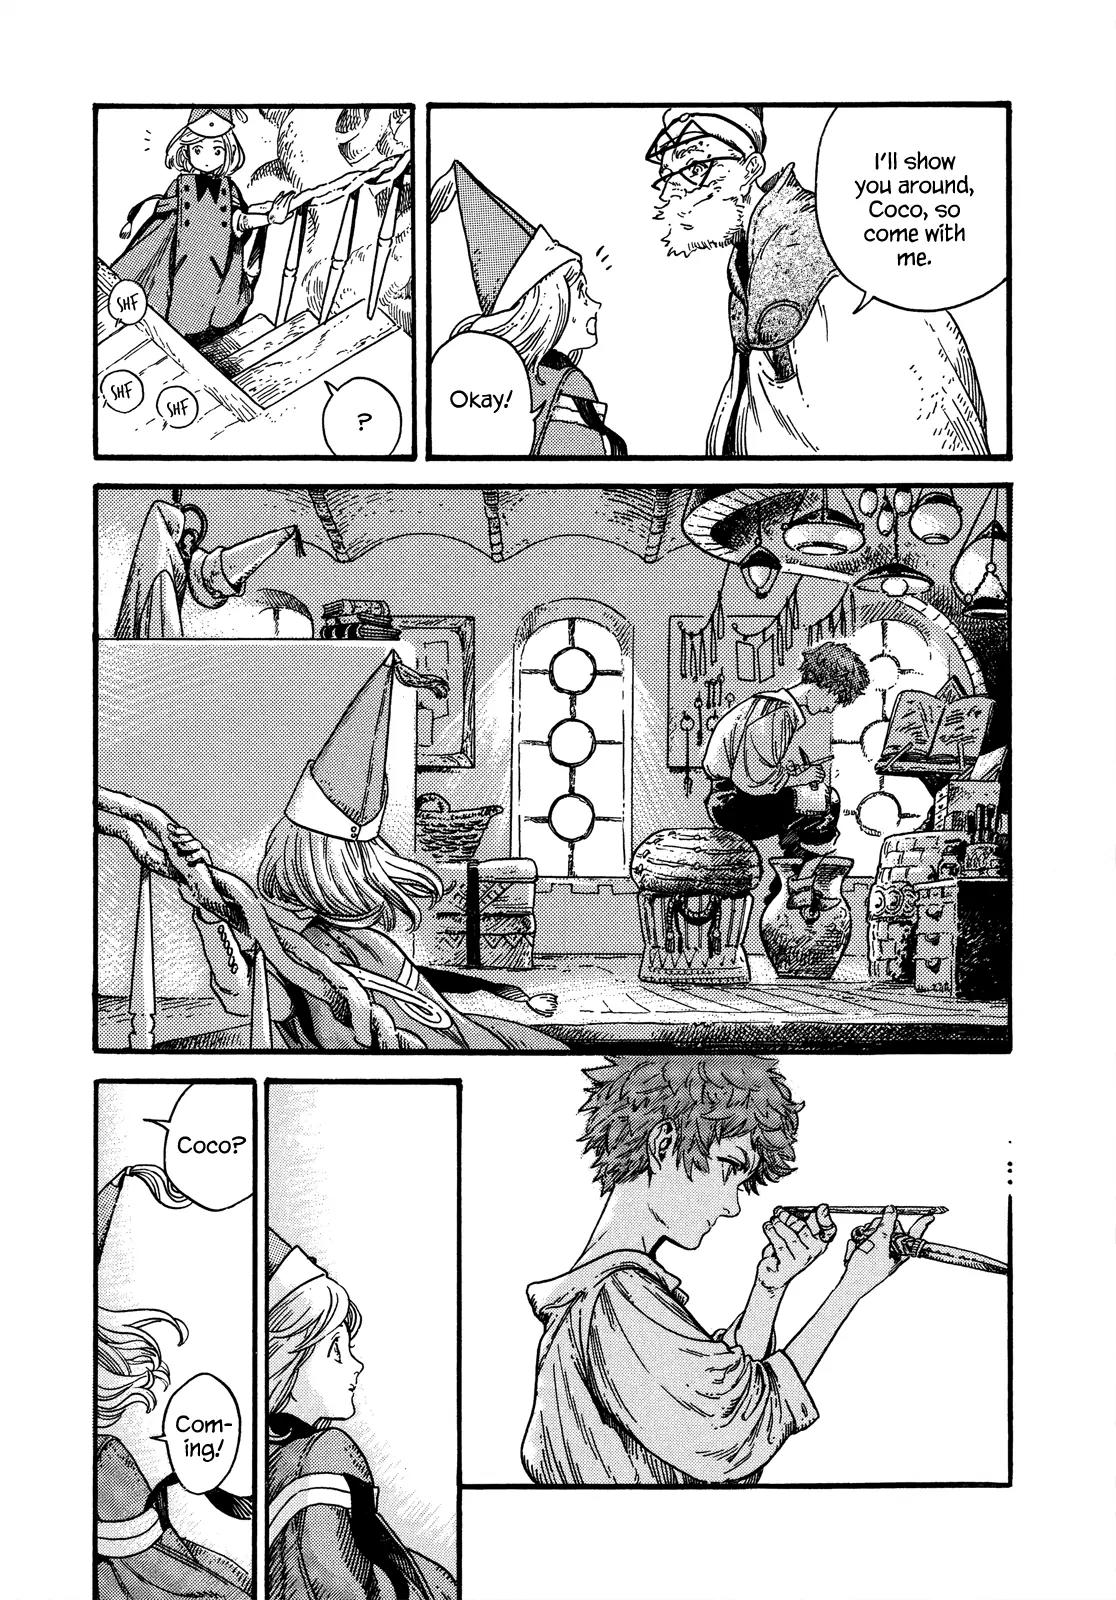 I'll show
you around,
Coco, so
come with
me.
Okay!
SHF
SHF
SHF
?
...
Coco?
Com-
ing!